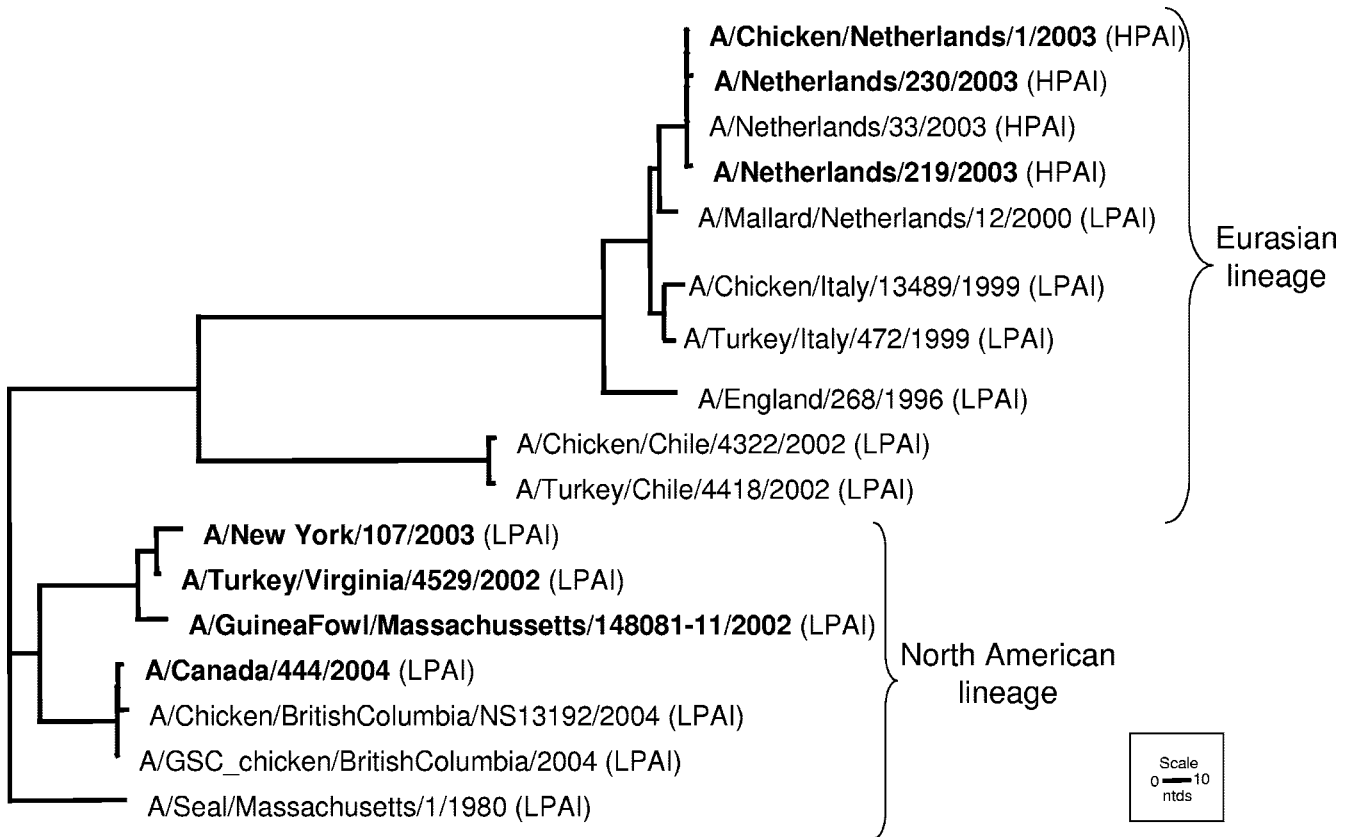 A/Chicken/Netherlands/1/2003 (HPAI)
A/Netherlands/230/2003 (HPAI)
A/Netherlands/33/2003 (HPAI)
A/Netherlands/219/2003 (HPAI)
A/Mallard/Netherlands/12/2000 (LPAI)
A/Chicken/Italy/13489/1999 (LPAI)
A/Turkey/Italy/472/1999 (LPAI)
A/England/268/1996 (LPAI)
A/Chicken/Chile/4322/2002 (LPAI)
A/Turkey/Chile/4418/2002 (LPAI)
Eurasian
lineage
A/New York/107/2003 (LPAI)
A/Turkey/Virginia/4529/2002 (LPAI)
A/GuineaFowl/Massachussetts/148081-11/2002 (LPAI)
A/Canada/444/2004 (LPAI)
A/Chicken/BritishColumbia/NS13192/2004 (LPAI)
A/GSC_chicken/BritishColumbia/2004 (LPAI)
A/Seal/Massachusetts/1/1980 (LPAI)
North American
lineage
Scale
0 10
ntds